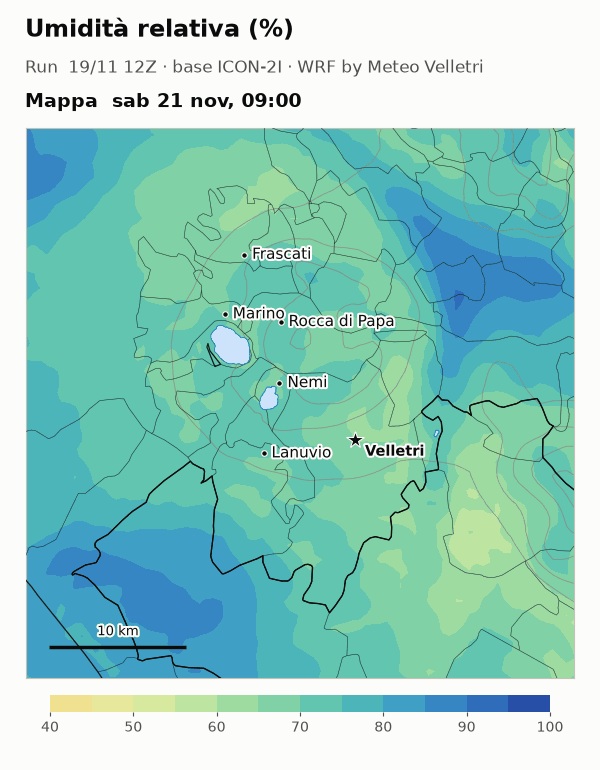 Umidità relativa (%)
Run  19/11 12Z · base ICON-2I · WRF by Meteo Velletri
Mappa  sab 21 nov, 09:00
Frascati
Marino
Rocca di Papa
Nemi
Velletri
Lanuvio
10 km
40 50 60 70 80 90 100